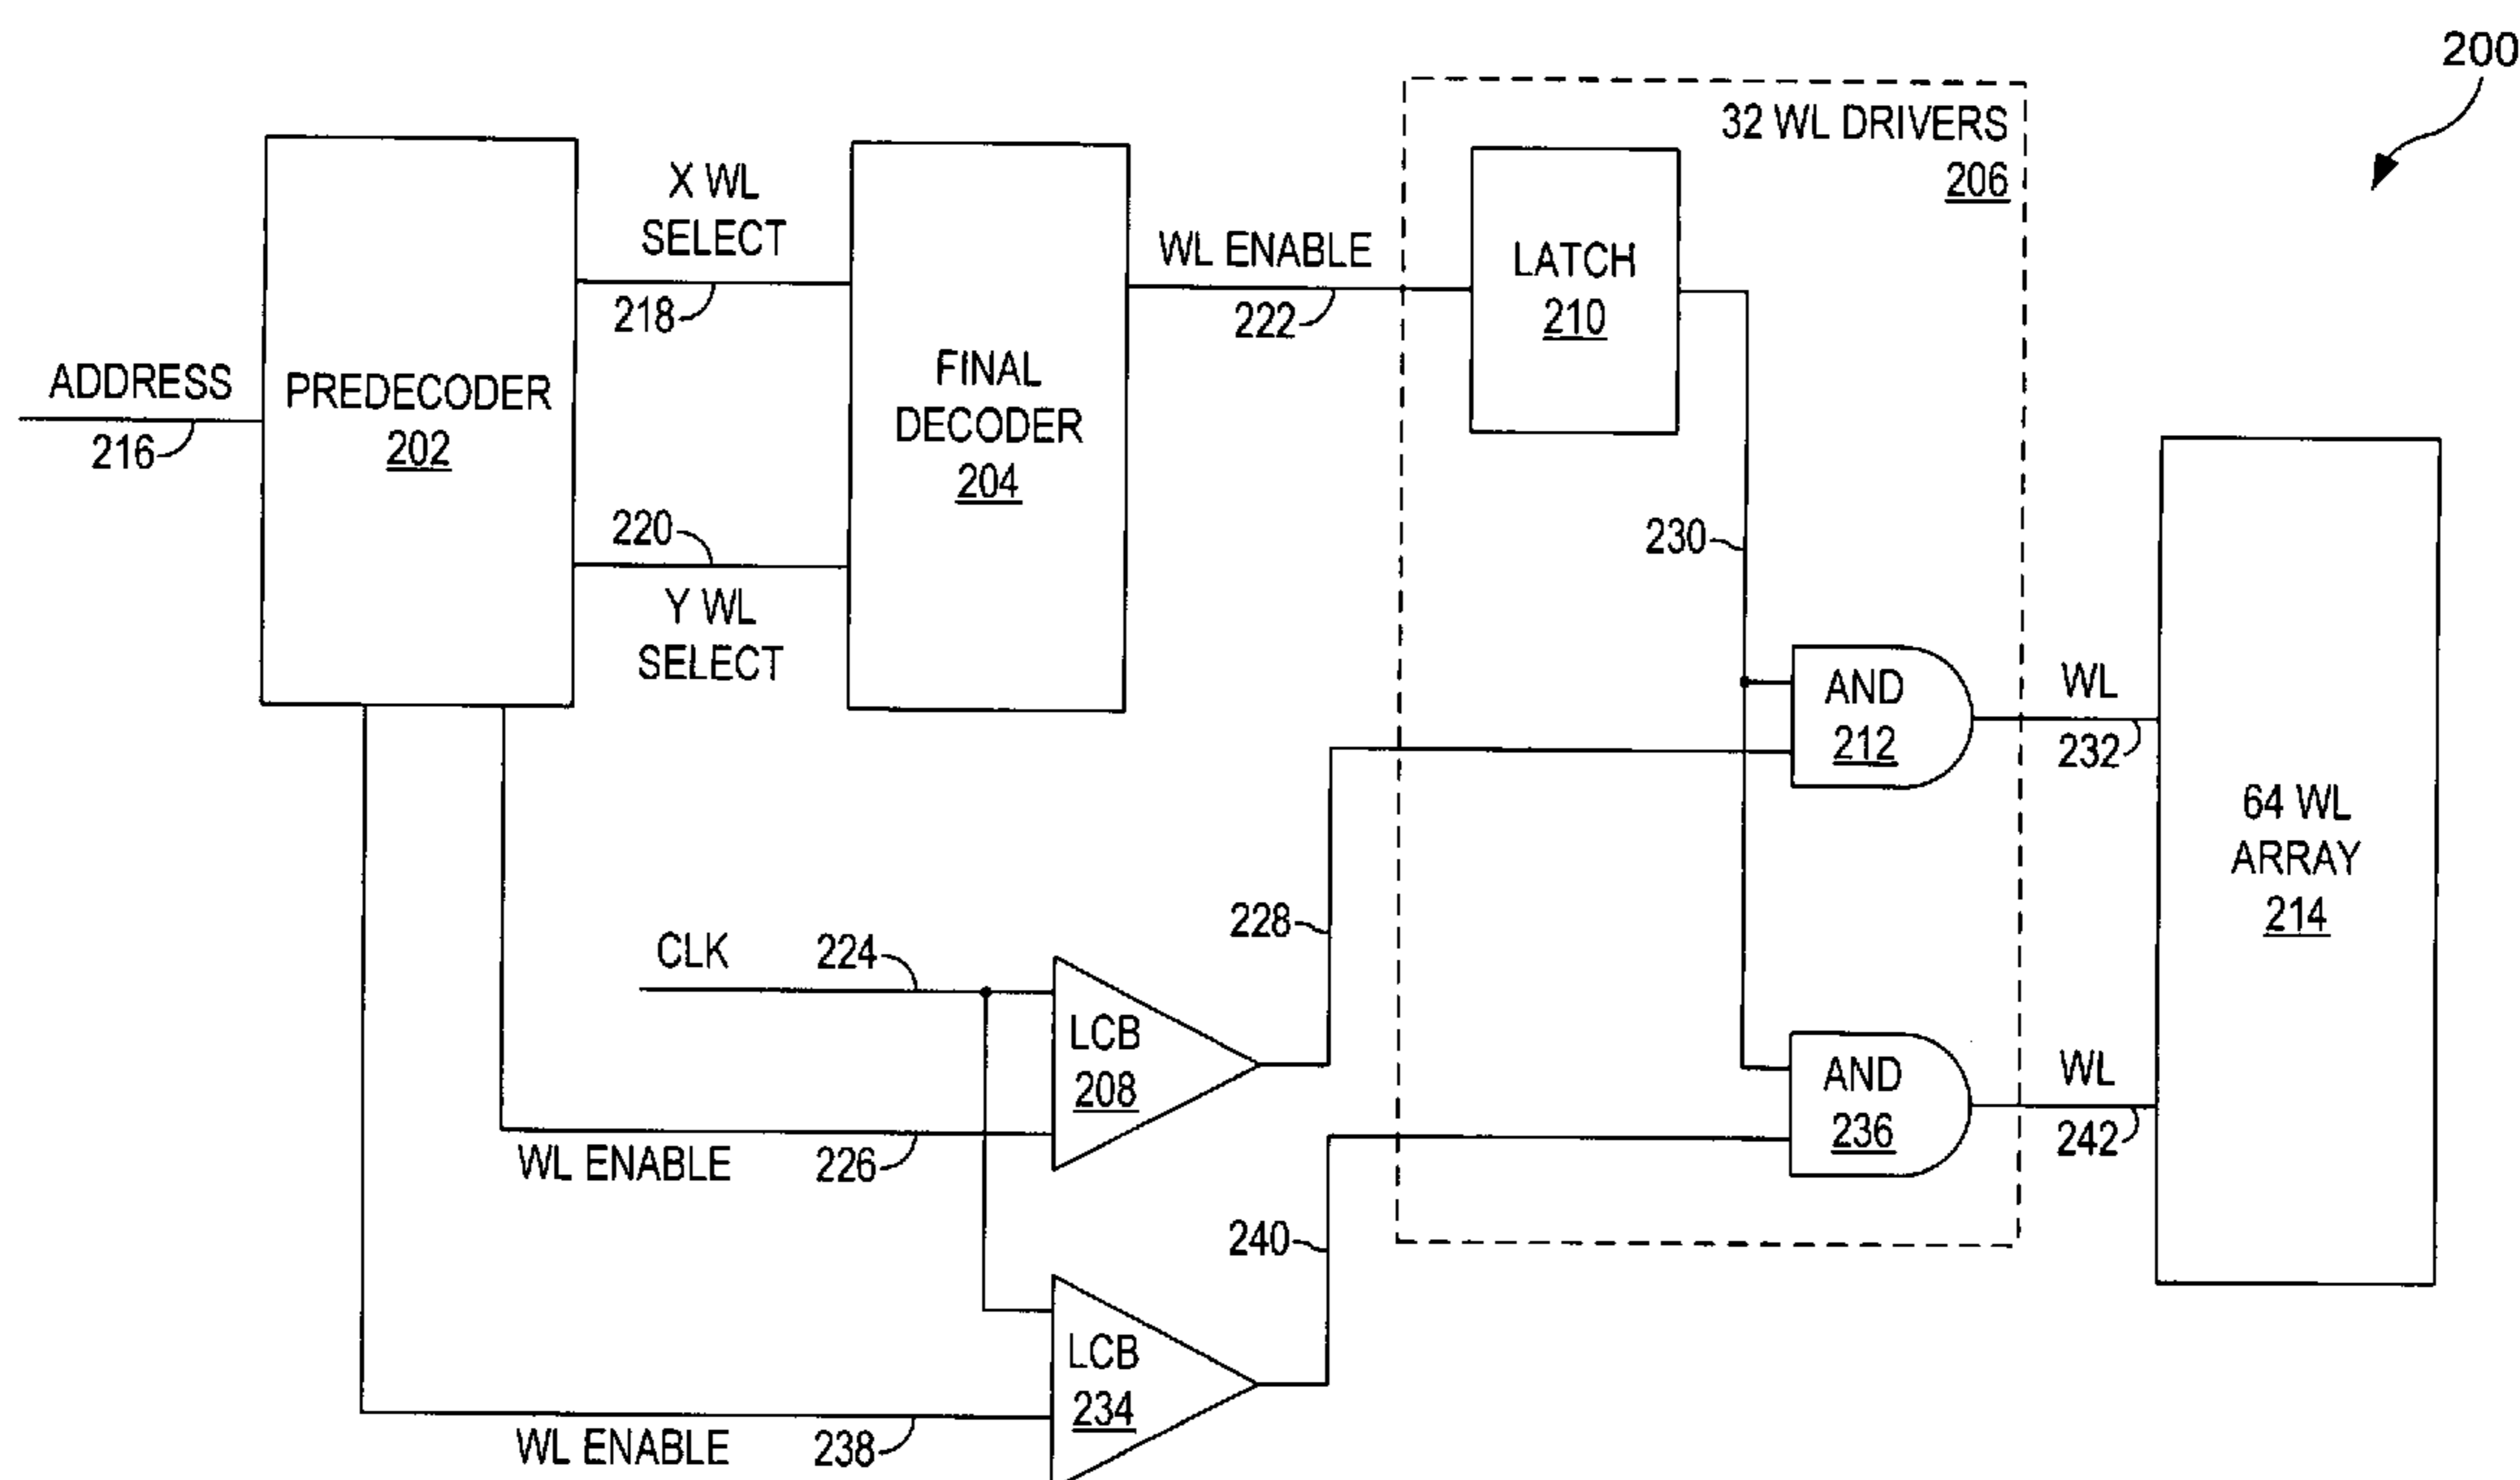 200
32 WL DRIVERS
206
X WL
SELECT
218
WL ENABLE
222
LATCH
210
ADDRESS
216
PREDECODER
202
FINAL
DECODER
204
220
Y WL
SELECT
230
AND
212
WL
232
64 WL
ARRAY
214
CLK
224
228
LCB
208
WL ENABLE
226
AND
236
WL
242
240
LCB
234
WL ENABLE
238